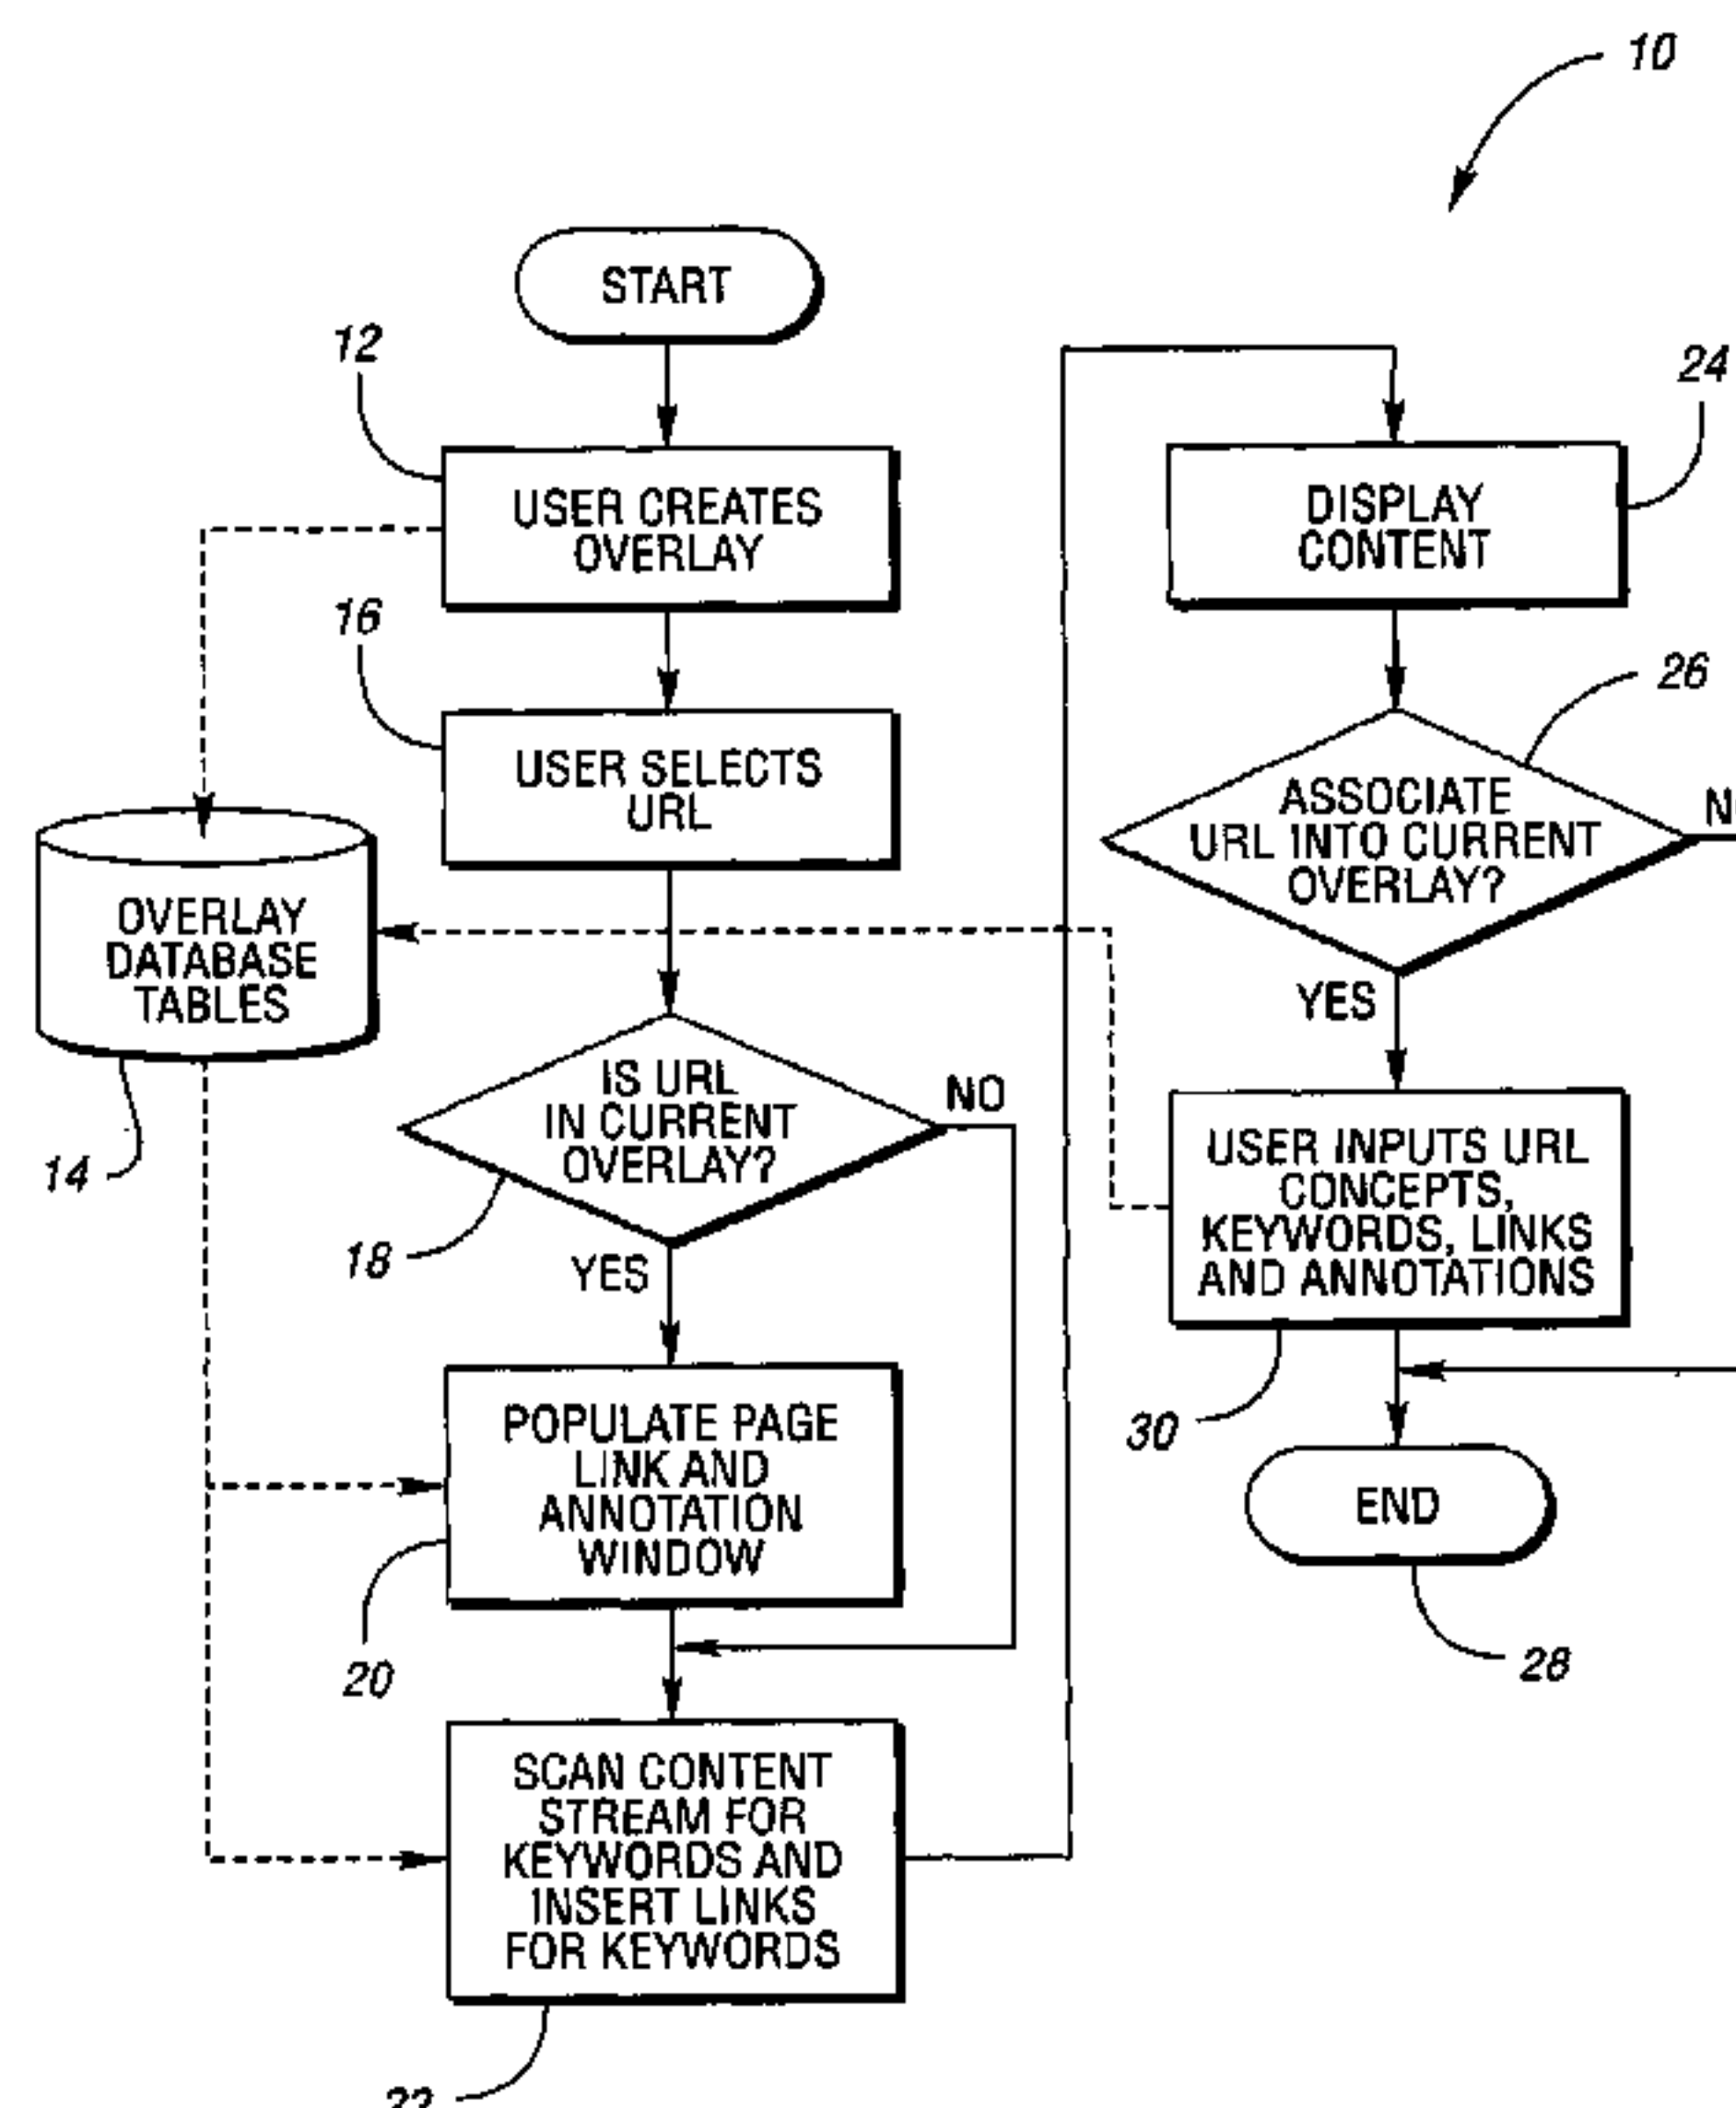 10
START
12
USER CREATES
OVERLAY
16
USER SELECTS
URL
OVERLAY
DATABASE
TABLES
14
IS URL
IN CURRENT
OVERLAY?
NO
18
YES
POPULATE PAGE
LINK AND
ANNOTATION
WINDOW
20
SCAN CONTENT
STREAM FOR
KEYWORDS AND
INSERT LINKS
FOR KEYWORDS
24
DISPLAY
CONTENT
26
ASSOCIATE
URL INTO CURRENT
OVERLAY?
YES
USER INPUTS URL
CONCEPTS,
KEYWORDS, LINKS
AND ANNOTATIONS
30
END
28